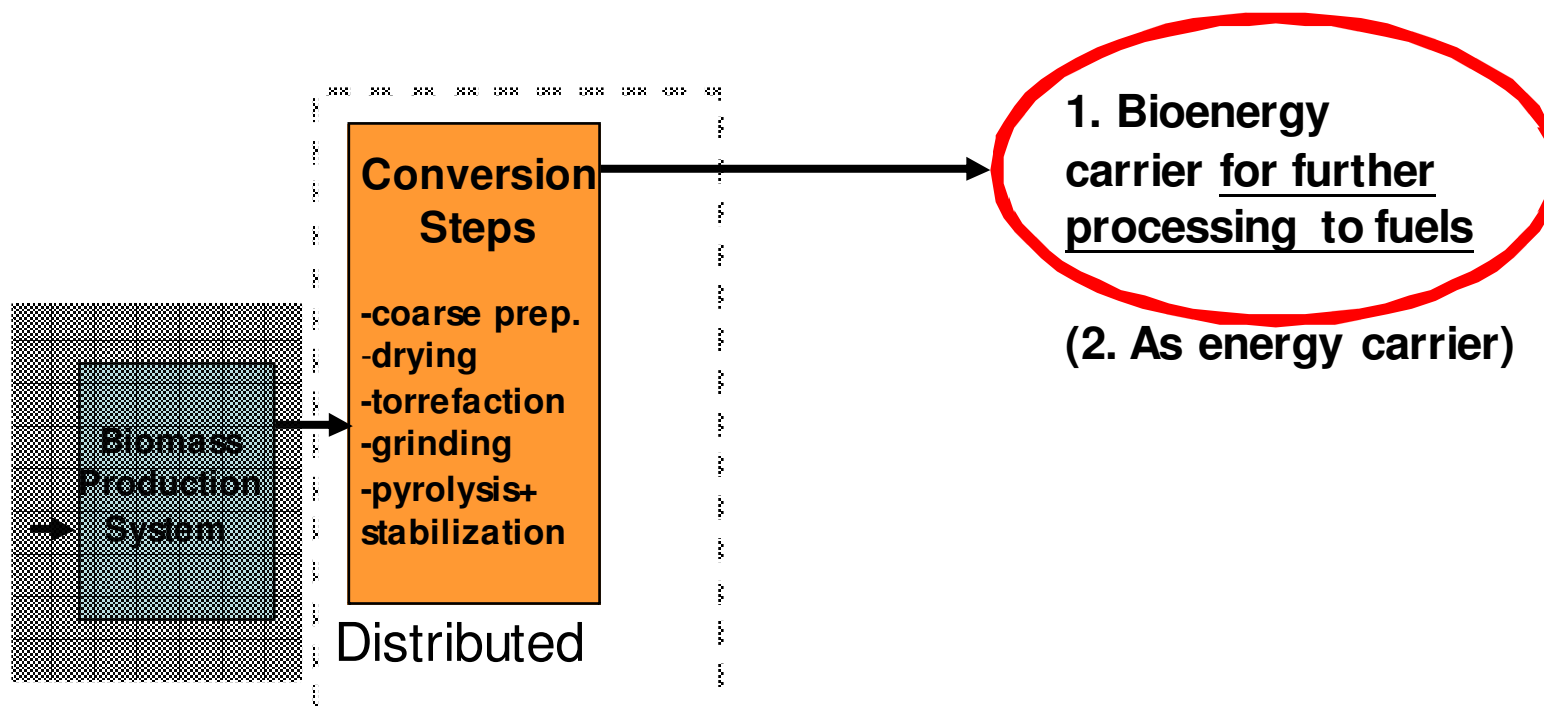 Biomass
Production
System
Conversion
Steps
-coarse prep.
-drying
-torrefaction
-grinding
-pyrolysis+
stabilization
Distributed
1. Bioenergy
carrier for further
processing to fuels
(2. As energy carrier)